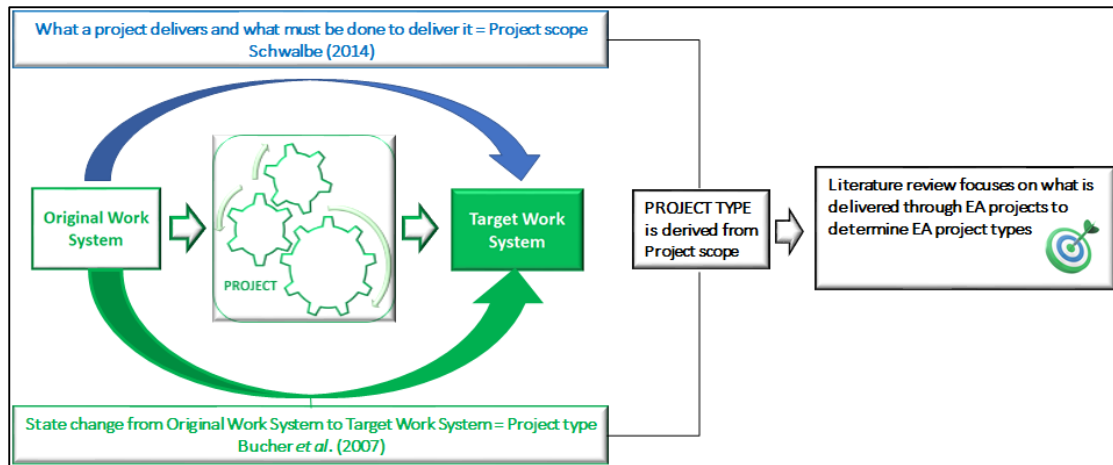 What a project delivers and what must be done to deliver it = Project scope
Schwalbe (2014)
Original Work
System
PROJECT
Target Work
System
PROJECT TYPE
is derived from
Project scope
Literature review focuses on what is
delivered through EA projects to
determine EA project types
State change from Original Work System to Target Work System = Project type
Bucher et al. (2007)